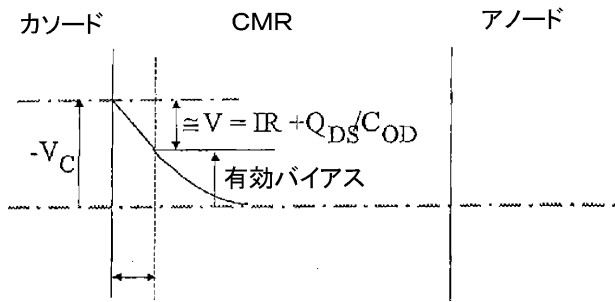 カソード CMR アノード
≅V = IR + Q_DS/C_OD
-V_C
有効バイアス